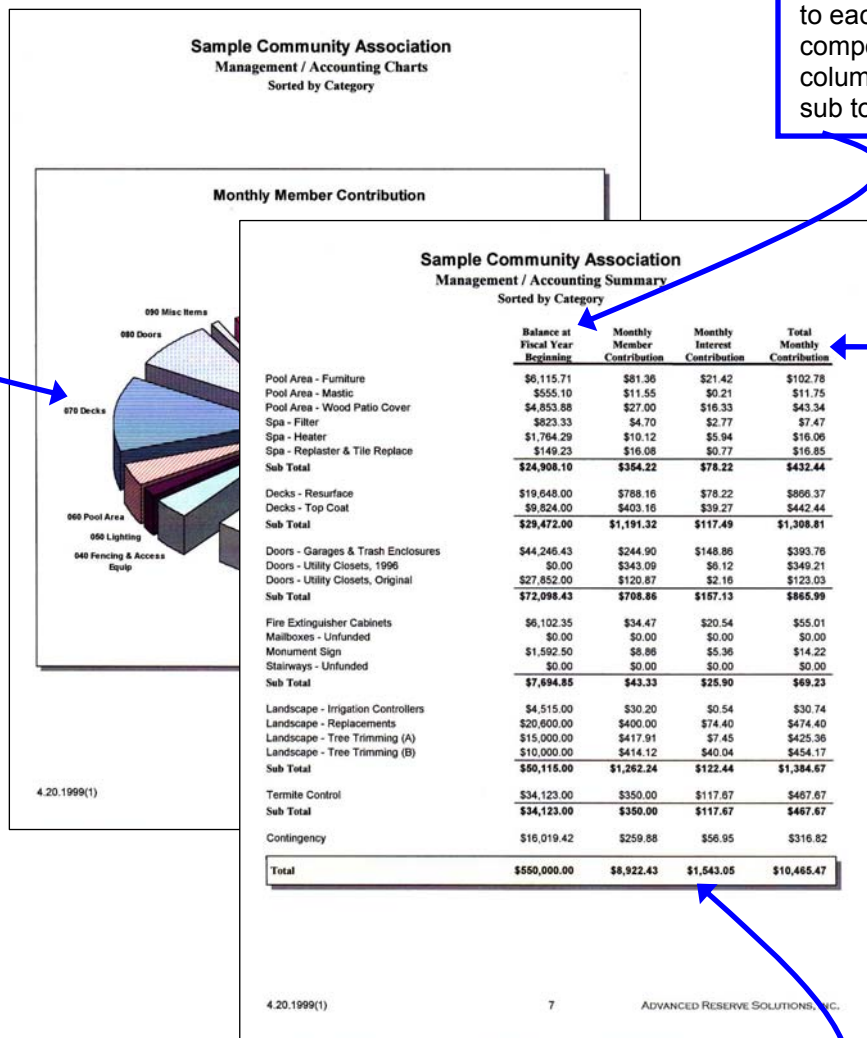 to each
column
sub to
Sample Community Association
Management / Accounting Charts
Sorted by Category
Monthly Member Contribution
090 Misc Items
080 Doors
070 Decks
060 Pool Area
050 Lighting
040 Fencing & Access
Equip
4.20.1999(1)
Sample Community Association
Management / Accounting Summary
Sorted by Category
Balance at Monthly Monthly Total
Fiscal Year Member Interest Monthly
Beginning Contribution Contribution Contribution
Pool Area - Furniture $6,115.71 $81.36 $21.42 $102.78
Pool Area - Mastic $555.10 $11.55 $0.21 $11.75
Pool Area - Wood Patio Cover $4,853.88 $27.00 $16.33 $43.34
Spa - Filter $823.33 $4.70 $2.77 $7.47
Spa - Heater $1,764.29 $10.12 $5.94 $16.06
Spa - Replaster & Tile Replace $149.23 $16.08 $0.77 $16.85
Sub Total $24,908.10 $354.22 $78.22 $432.44
Decks - Resurface $19,648.00 $788.16 $78.22 $866.37
Decks - Top Coat $9,824.00 $403.16 $39.27 $442.44
Sub Total $29,472.00 $1,191.32 $117.49 $1,308.81
Doors - Garages & Trash Enclosures $44,246.43 $244.90 $148.86 $393.76
Doors - Utility Closets, 1996 $0.00 $343.09 $6.12 $349.21
Doors - Utility Closets, Original $27,852.00 $120.87 $2.16 $123.03
Sub Total $72,098.43 $708.86 $157.13 $865.99
Fire Extinguisher Cabinets $6,102.35 $34.47 $20.54 $55.01
Mailboxes - Unfunded $0.00 $0.00 $0.00 $0.00
Monument Sign $1,592.50 $8.86 $5.36 $14.22
Stairways - Unfunded $0.00 $0.00 $0.00 $0.00
Sub Total $7,694.85 $43.33 $25.90 $69.23
Landscape - Irrigation Controllers $4,515.00 $30.20 $0.54 $30.74
Landscape - Replacements $20,600.00 $400.00 $74.40 $474.40
Landscape - Tree Trimming (A) $15,000.00 $417.91 $7.45 $425.36
Landscape - Tree Trimming (B) $10,000.00 $414.12 $40.04 $454.17
Sub Total $50,115.00 $1,262.24 $122.44 $1,384.67
Termite Control $34,123.00 $350.00 $117.67 $467.67
Sub Total $34,123.00 $350.00 $117.67 $467.67
Contingency $16,019.42 $259.88 $56.95 $316.82
Total $550,000.00 $8,922.43 $1,543.05 $10,465.47
4.20.1999(1) 7 ADVANCED RESERVE SOLUTIONS, INC.